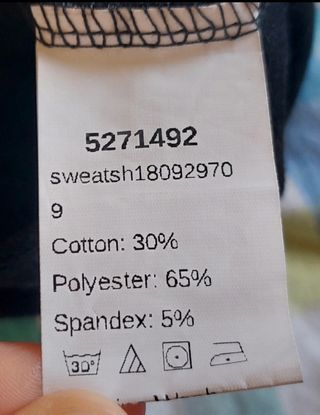 5271492
sweatsh18092970
9
Cotton: 30%
Polyester: 65%
Spandex: 5%
30°